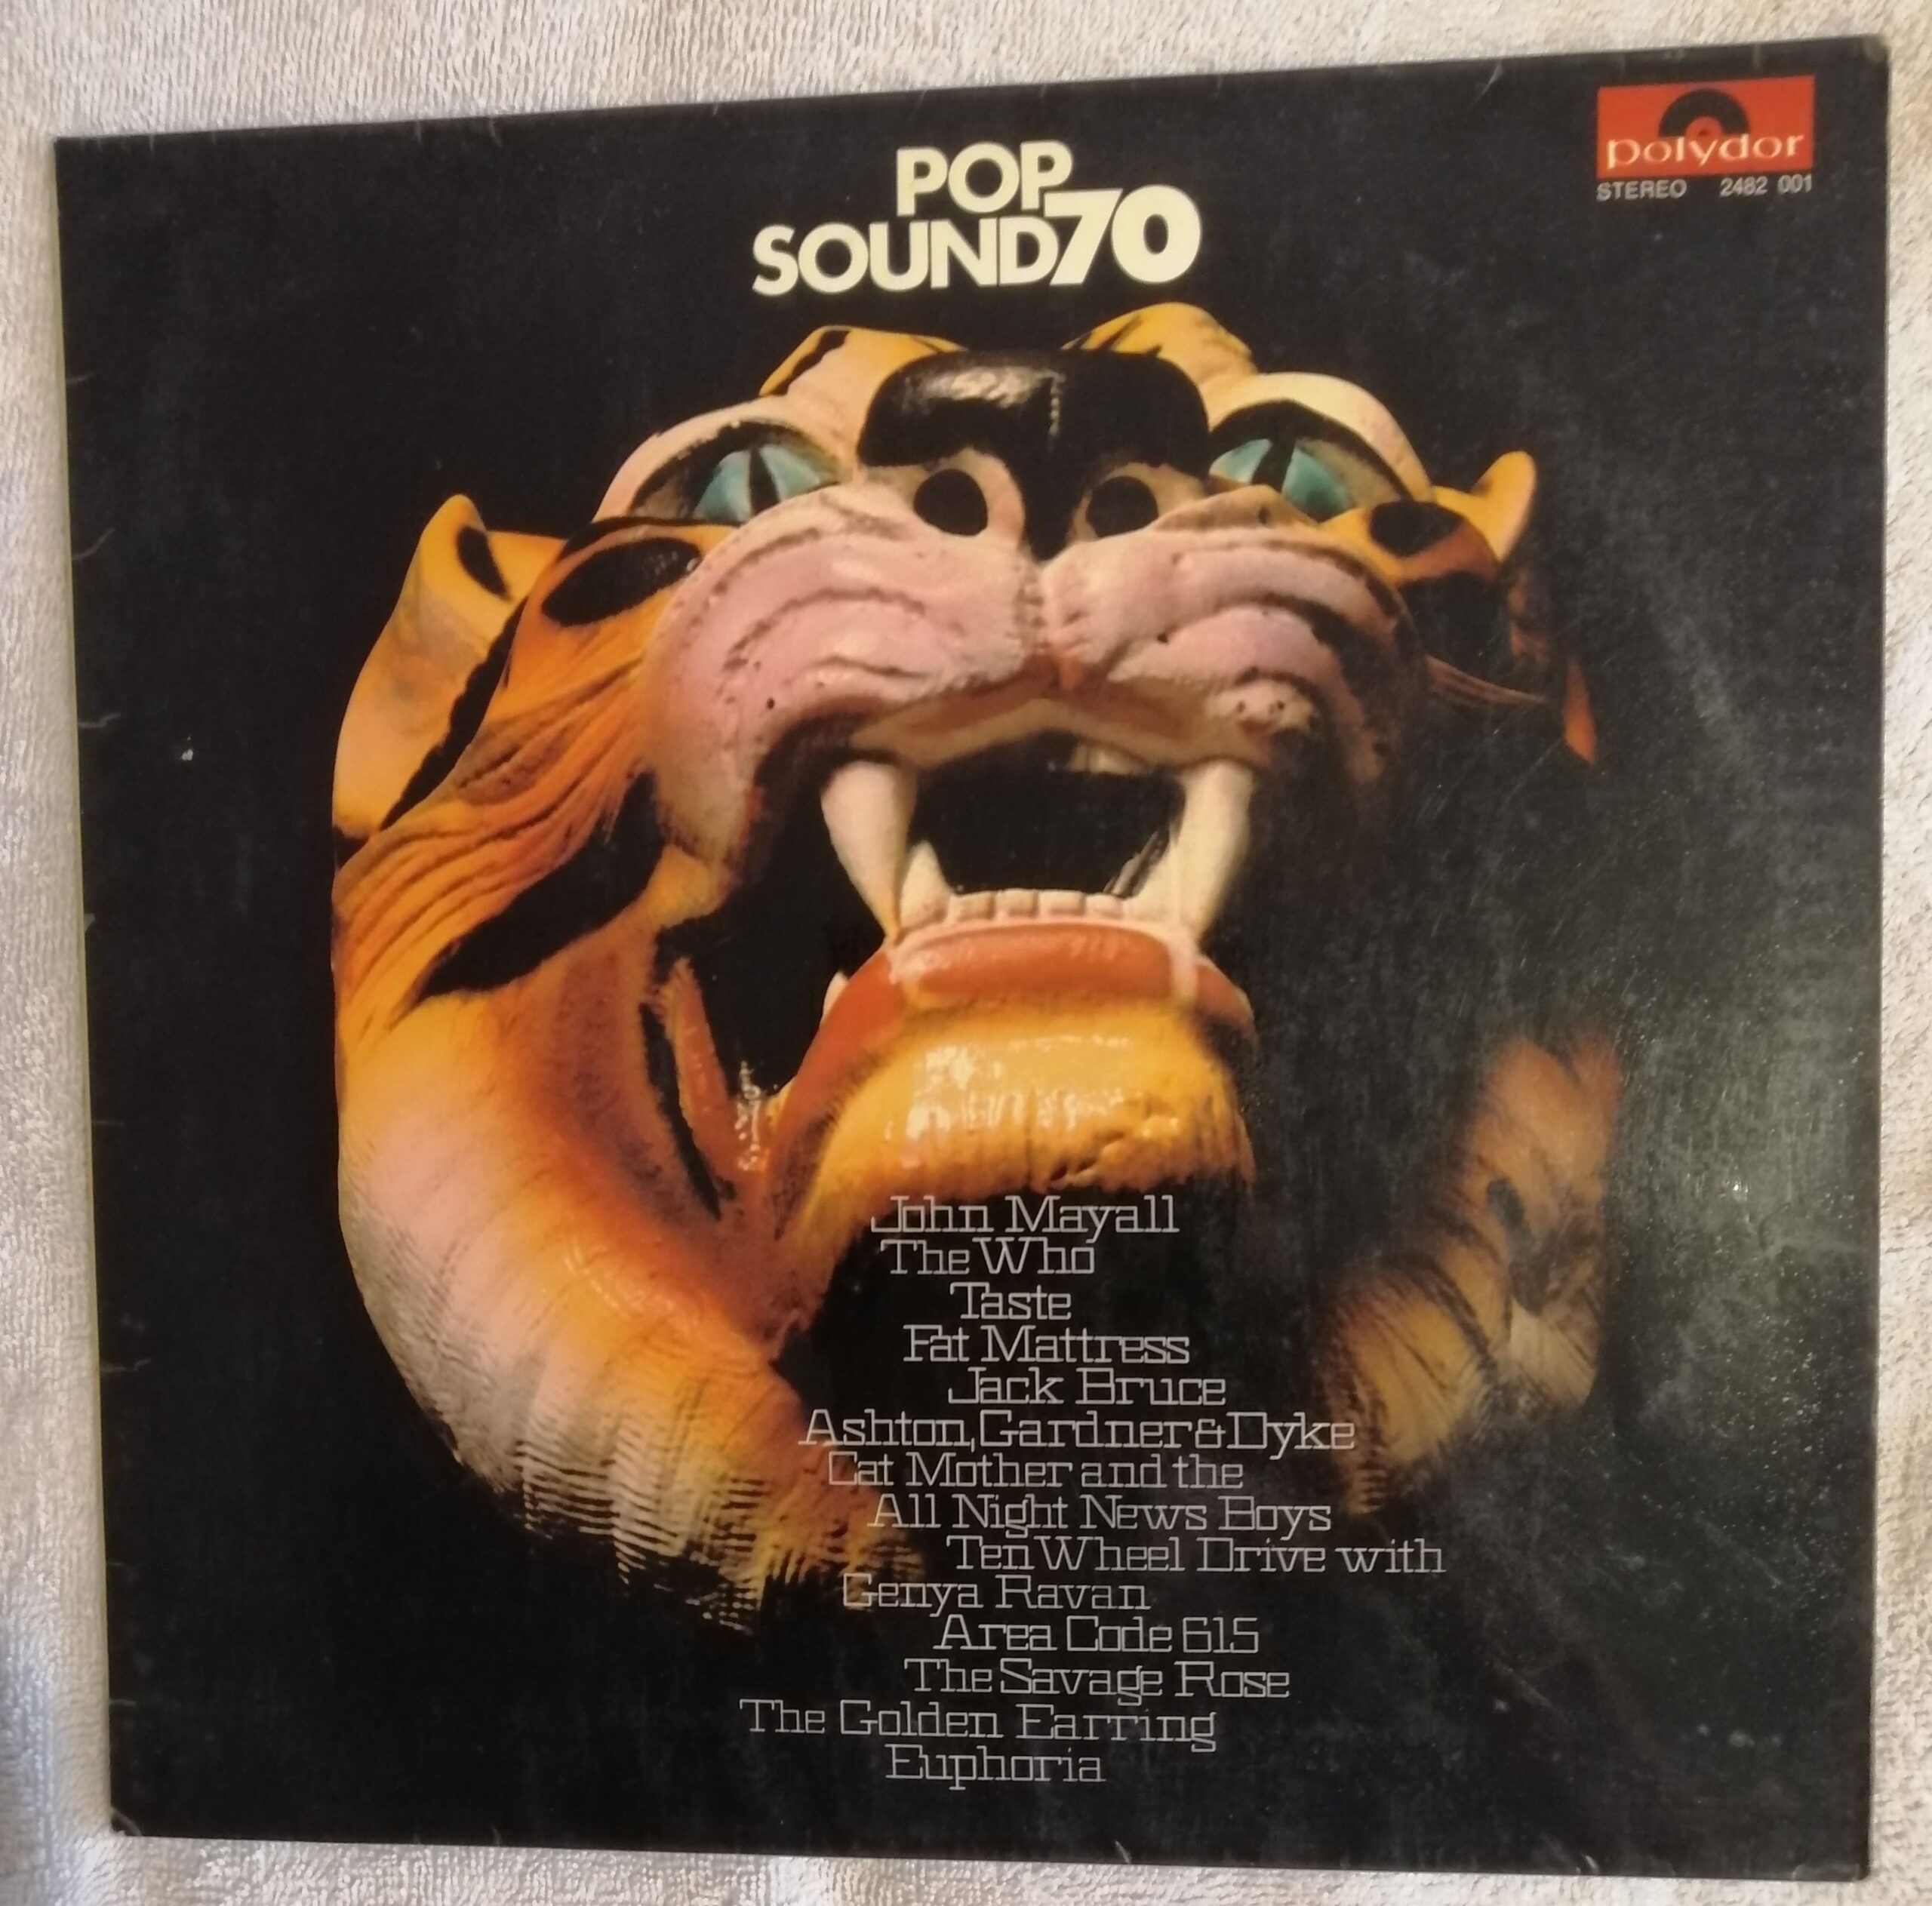 POP
SOUND70
polydor
STEREO 2482 001
John Mayall
The Who
Taste
Fat Mattress
Jack Bruce
Ashton,Gardner&Dyke
Cat Mother and the
All Night News Boys
Ten Wheel Drive with
Genya Ravan
Area Code 615
The Savage Rose
The Golden Earring
Euphoria